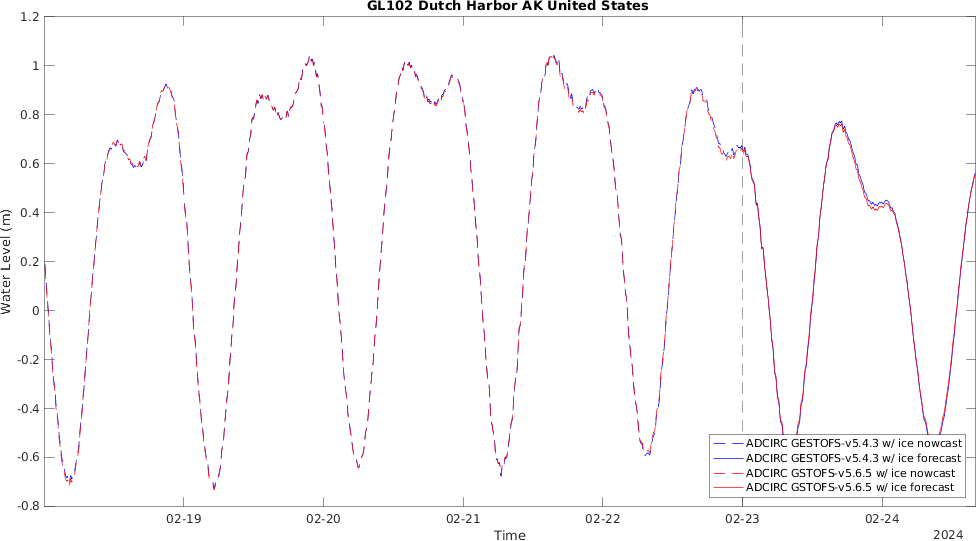 GL102 Dutch Harbor AK United States
1.2
1
0.8
0.6
0.4
0.2
0
-0.2
-0.4
-0.6
-0.8
Water Level (m)
ADCIRC GESTOFS-v5.4.3 w/ ice nowcast
ADCIRC GESTOFS-v5.4.3 w/ ice forecast
ADCIRC GSTOFS-v5.6.5 w/ ice nowcast
ADCIRC GSTOFS-v5.6.5 w/ ice forecast
02-19 02-20 02-21 02-22 02-23 02-24
Time
2024